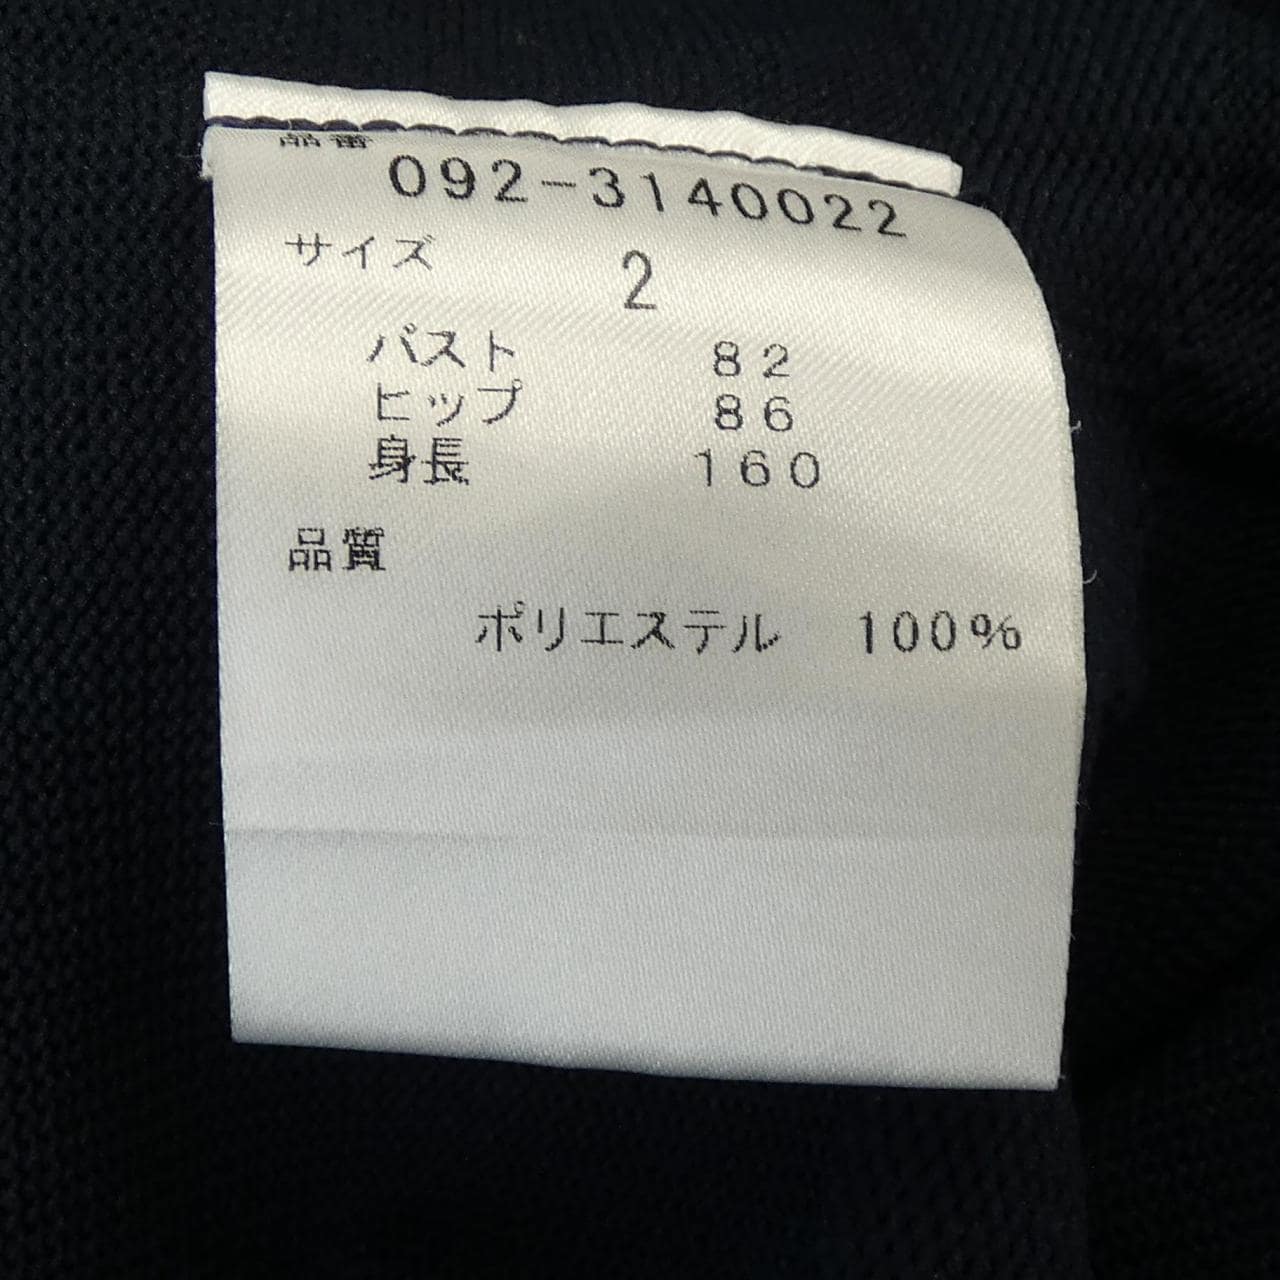 品番
092-3140022
サイズ 2
バスト 82
ヒップ 86
身長 160
品質
ポリエステル 100%